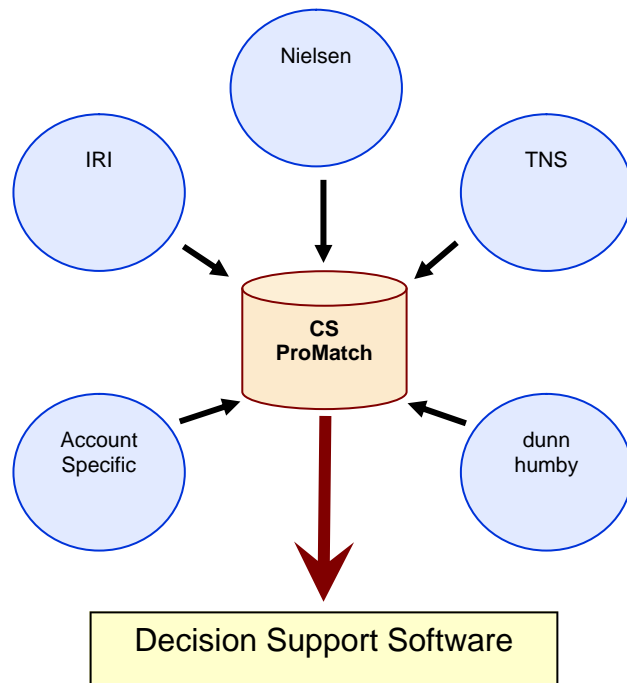 Nielsen
IRI
TNS
CS
ProMatch
Account
Specific
dunn
humby
Decision Support Software